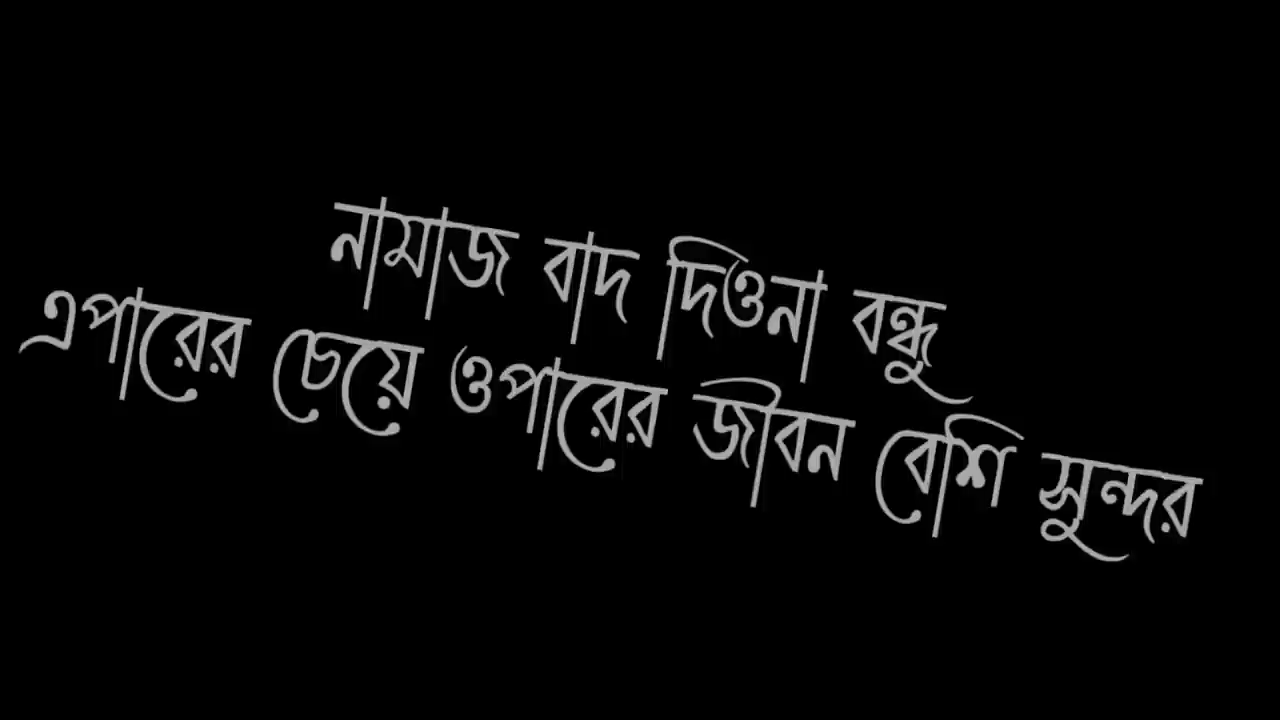 নামাজ বাদ দিওনা বন্ধু
এপারের চেয়ে ওপারের জীবন বেশি সুন্দর